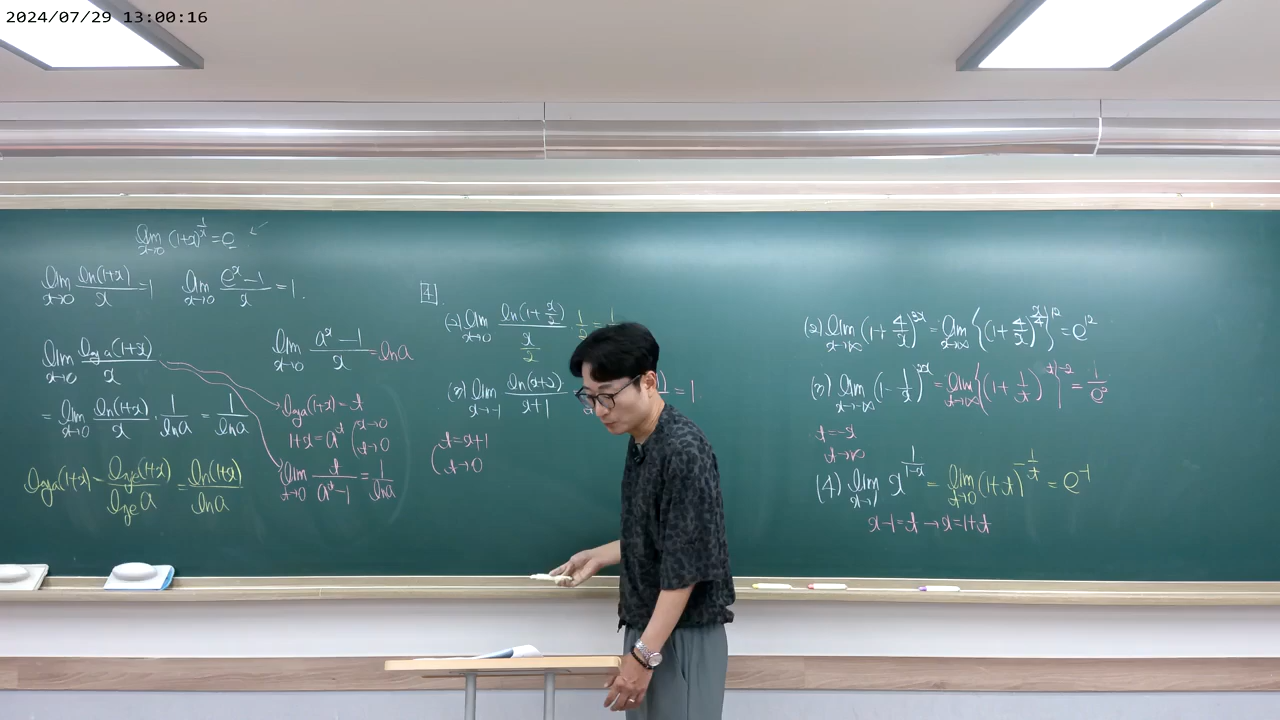 2024/07/29 13:00:16
lim x→0 (1+x)^(1/x) = e
lim x→0 ln(1+x)/x = 1
lim x→0 (e^x - 1)/x = 1.
lim x→0 log_a(1+x)/x
= lim x→0 ln(1+x)/x · 1/ln a = 1/ln a
log_a(1+x) = log_e(1+x)/log_e a = ln(1+x)/ln a
lim x→0 (a^x - 1)/x = ln a
log_a(1+x) = t
1+x = a^t (x→0
t→0
lim x→0 t/(a^t - 1) = 1/ln a
4.
(2) lim x→0 ln(1+x/2)/(x/2) · 1/2 = 1
(3) lim x→-1 ln(x+2)/(x+1)
= 1
(t = x+1
t→0
(2) lim x→∞ (1+4/x)^3x = lim x→∞ {(1+4/x)^(x/4)}^12 = e^12
(3) lim x→-∞ (1-1/x)^2x = lim t→∞ {(1+1/t)^t}^-2 = 1/e^2
t = -x
t→∞
(4) lim x→1 x^(1/(1-x)) = lim t→0 (1+t)^(-1/t) = e^-1
x-1=t → x=1+t